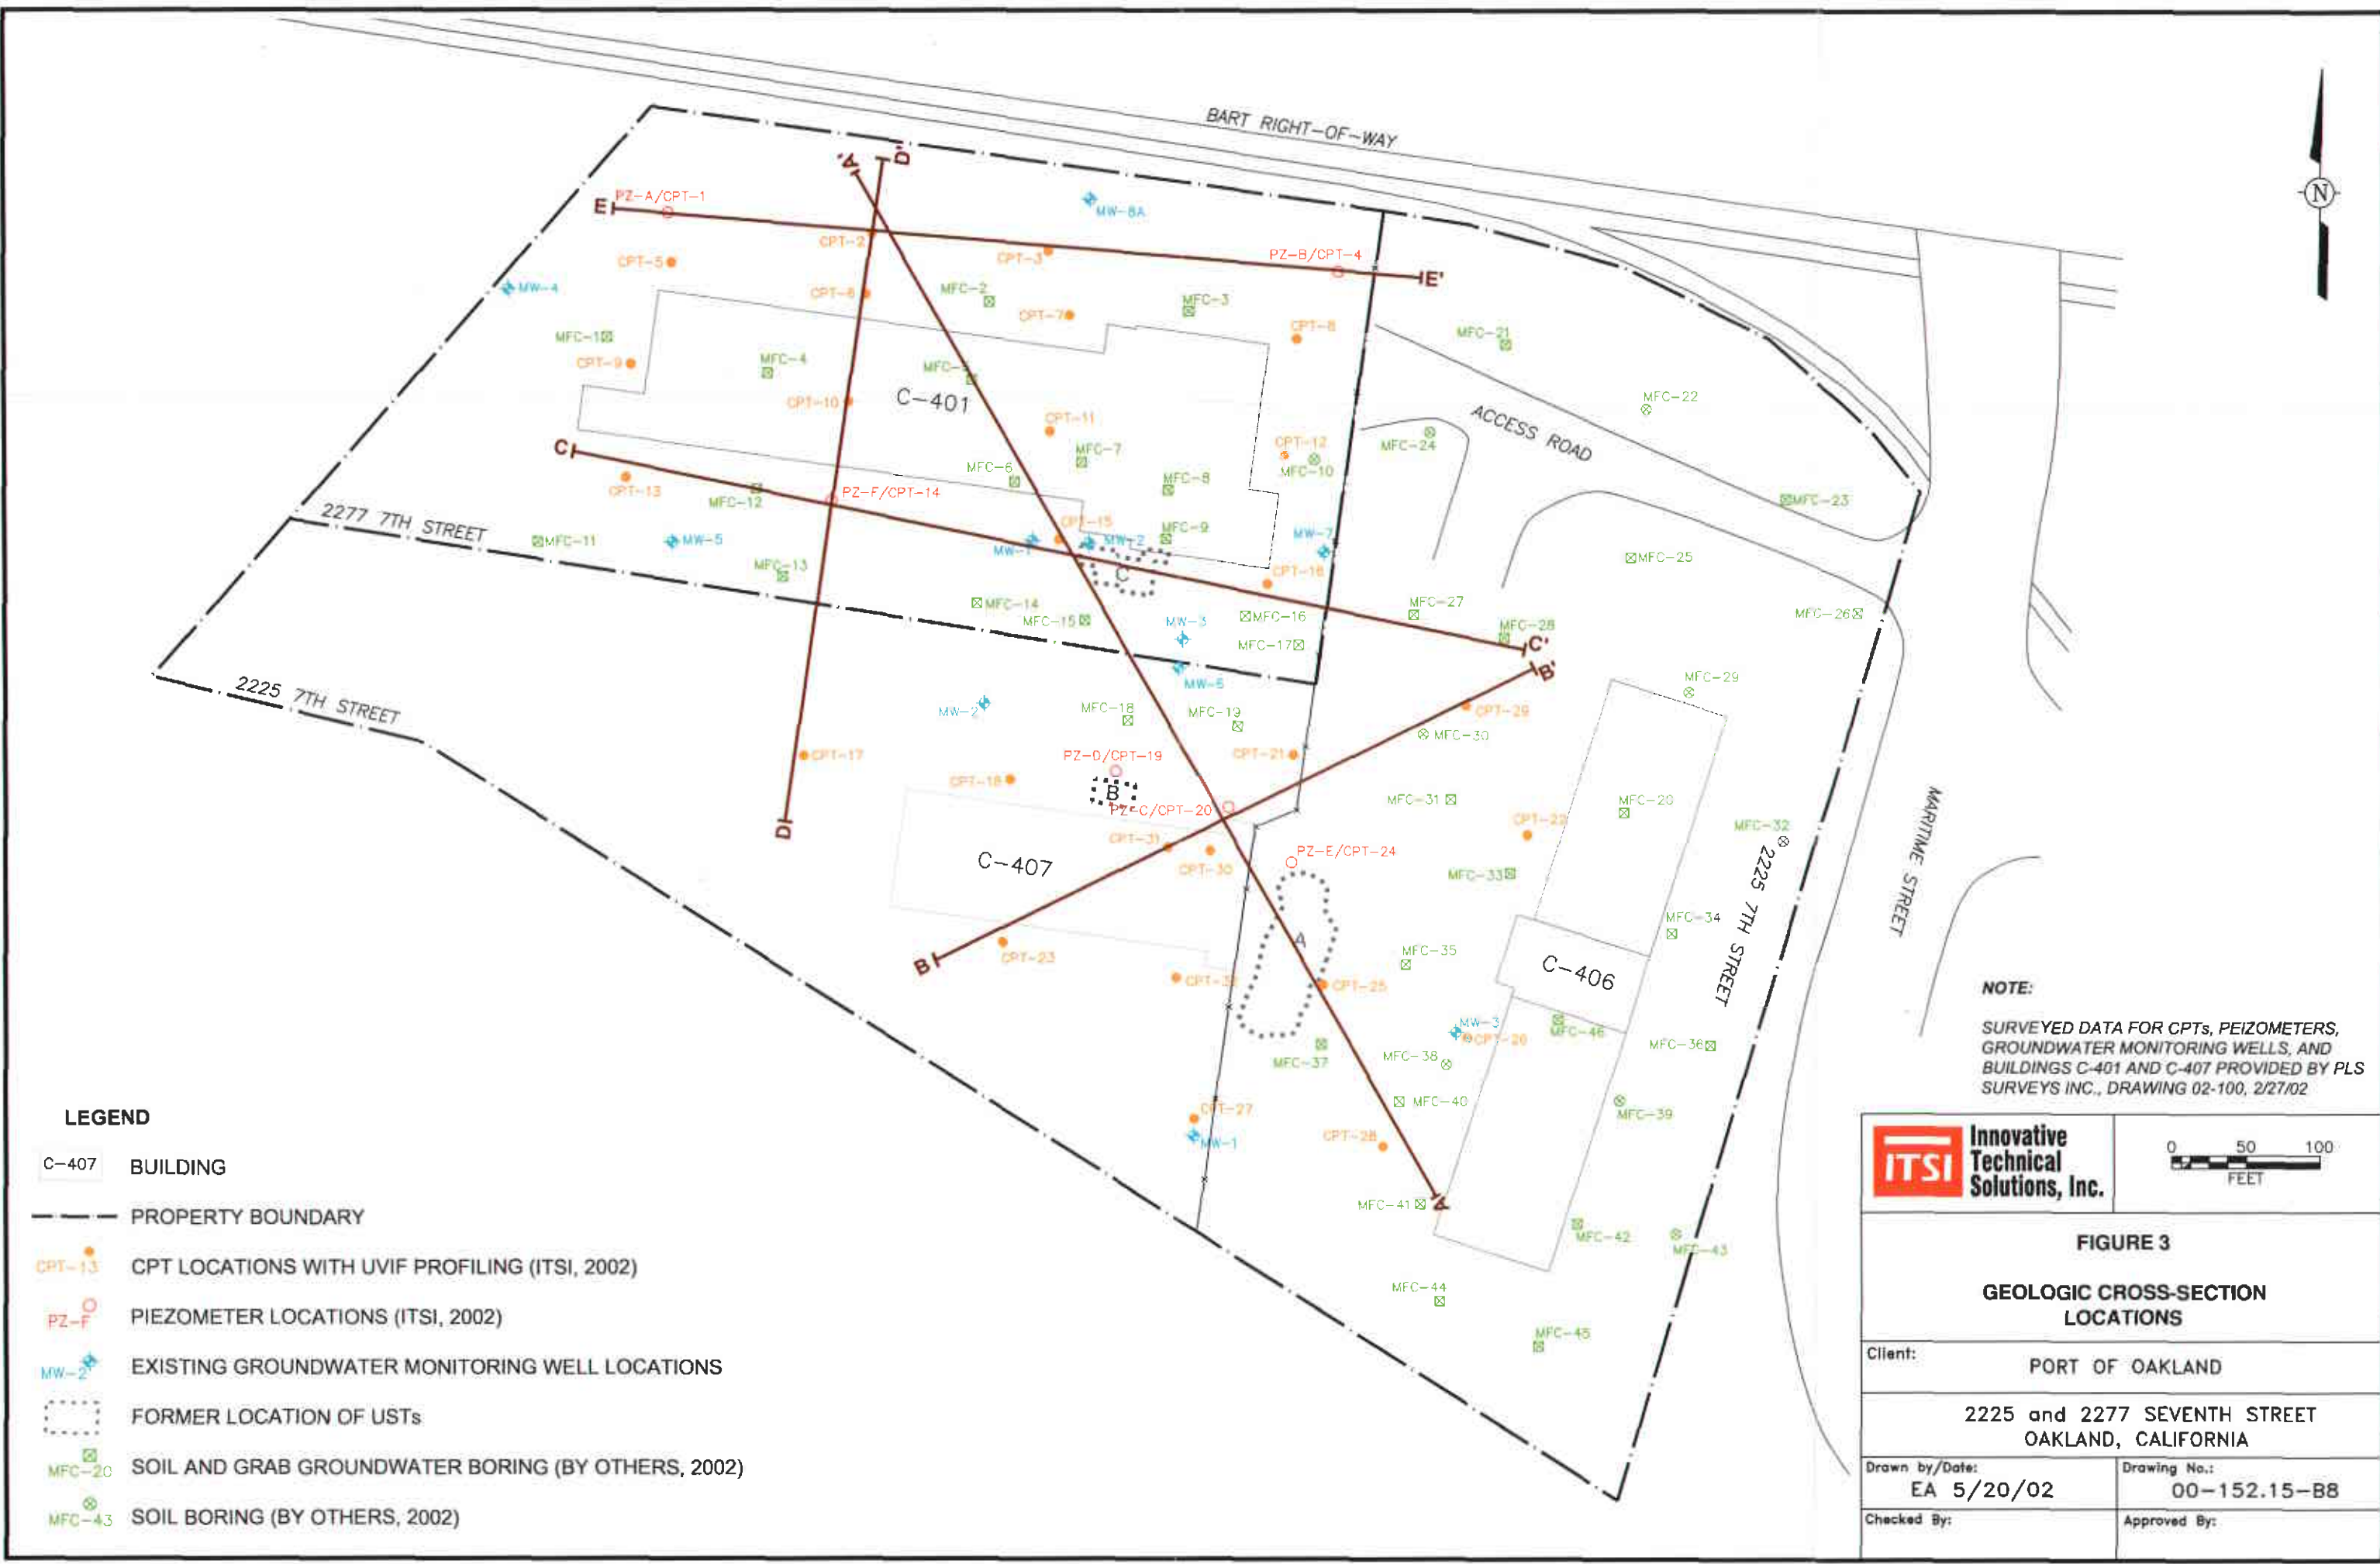 BART RIGHT-OF-WAY
N
A'
D'
E
PZ-A/CPT-1
MW-8A
CPT-2
CPT-3
PZ-B/CPT-4
E'
CPT-5
MW-4
CPT-6
MFC-2
CPT-7
MFC-3
CPT-8
MFC-21
MFC-1
CPT-9
MFC-4
MFC-
MFC-22
CPT-10
C-401
ACCESS ROAD
CPT-11
CPT-12
MFC-24
C
MFC-7
MFC-6
MFC-10
CPT-13
MFC-12
PZ-F/CPT-14
MFC-8
MFC-23
2277 7TH STREET
MFC-11
MW-5
CPT-15
MFC-9
MW-1
MW-2
MW-7
MFC-25
MFC-13
C
CPT-16
MFC-14
MFC-15
MFC-16
MFC-27
MFC-26
MW-3
MFC-28
MFC-17
C'
B'
2225 7TH STREET
MW-6
MFC-29
MW-2
MFC-18
MFC-19
CPT-29
MFC-30
CPT-17
PZ-D/CPT-19
CPT-21
CPT-18
B
MFC-31
MFC-20
PZ-C/CPT-20
CPT-22
MFC-32
MARITIME STREET
D
CPT-31
PZ-E/CPT-24
C-407
CPT-30
MFC-33
2225 7TH STREET
MFC-34
A
B
CPT-23
MFC-35
CPT-32
CPT-25
C-406
MW-3
CPT-26
MFC-46
MFC-37
MFC-38
MFC-36
MFC-40
MFC-39
CPT-27
MW-1
CPT-28
MFC-41
A
MFC-42
MFC-43
MFC-44
MFC-45
NOTE:
SURVEYED DATA FOR CPTs, PEIZOMETERS,
GROUNDWATER MONITORING WELLS, AND
BUILDINGS C-401 AND C-407 PROVIDED BY PLS
SURVEYS INC., DRAWING 02-100, 2/27/02
LEGEND
C-407 BUILDING
PROPERTY BOUNDARY
CPT-13 CPT LOCATIONS WITH UVIF PROFILING (ITSI, 2002)
PZ-F PIEZOMETER LOCATIONS (ITSI, 2002)
MW-2 EXISTING GROUNDWATER MONITORING WELL LOCATIONS
FORMER LOCATION OF USTs
MFC-20 SOIL AND GRAB GROUNDWATER BORING (BY OTHERS, 2002)
MFC-43 SOIL BORING (BY OTHERS, 2002)
ITSI
Innovative
Technical
Solutions, Inc.
0 50 100
FEET
FIGURE 3
GEOLOGIC CROSS-SECTION
LOCATIONS
Client:
PORT OF OAKLAND
2225 and 2277 SEVENTH STREET
OAKLAND, CALIFORNIA
Drawn by/Date:
EA 5/20/02
Drawing No.:
00-152.15-B8
Checked By:
Approved By: